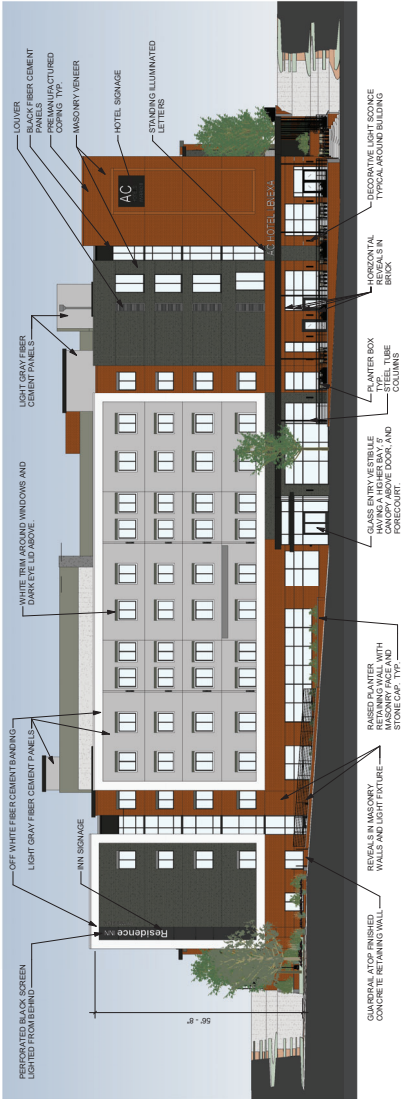 PERFORATED BLACK SCREEN
LIGHTED FROM BEHIND
OFF WHITE FIBER CEMENT BANDING
LIGHT GRAY FIBER CEMENT PANELS
INN SIGNAGE
WHITE TRIM AROUND WINDOWS AND
DARK EYE LID ABOVE.
LIGHT GRAY FIBER
CEMENT PANELS
LOUVER
BLACK FIBER CEMENT
PANELS
PREMANUFACTURED
COPING TYP.
MASONRY VENEER
HOTEL SIGNAGE
STANDING ILLUMINATED
LETTERS
Residence INN
AC
AC HOTEL LENEXA
56' - 8"
GUARDRAIL ATOP FINISHED
CONCRETE RETAINING WALL
REVEALS IN MASONRY
WALLS AND LIGHT FIXTURE
RAISED PLANTER
RETAINING WALL WITH
MASONRY FACE AND
STONE CAP. TYP.
GLASS ENTRY VESTIBULE
HAVING A HIGHER BAY, 5'
CANOPY ABOVE DOOR, AND
FORECOURT.
PLANTER BOX
TYP.
STEEL TUBE
COLUMNS
HORIZONTAL
REVEALS IN
BRICK
DECORATIVE LIGHT SCONCE
TYPICAL AROUND BUILDING